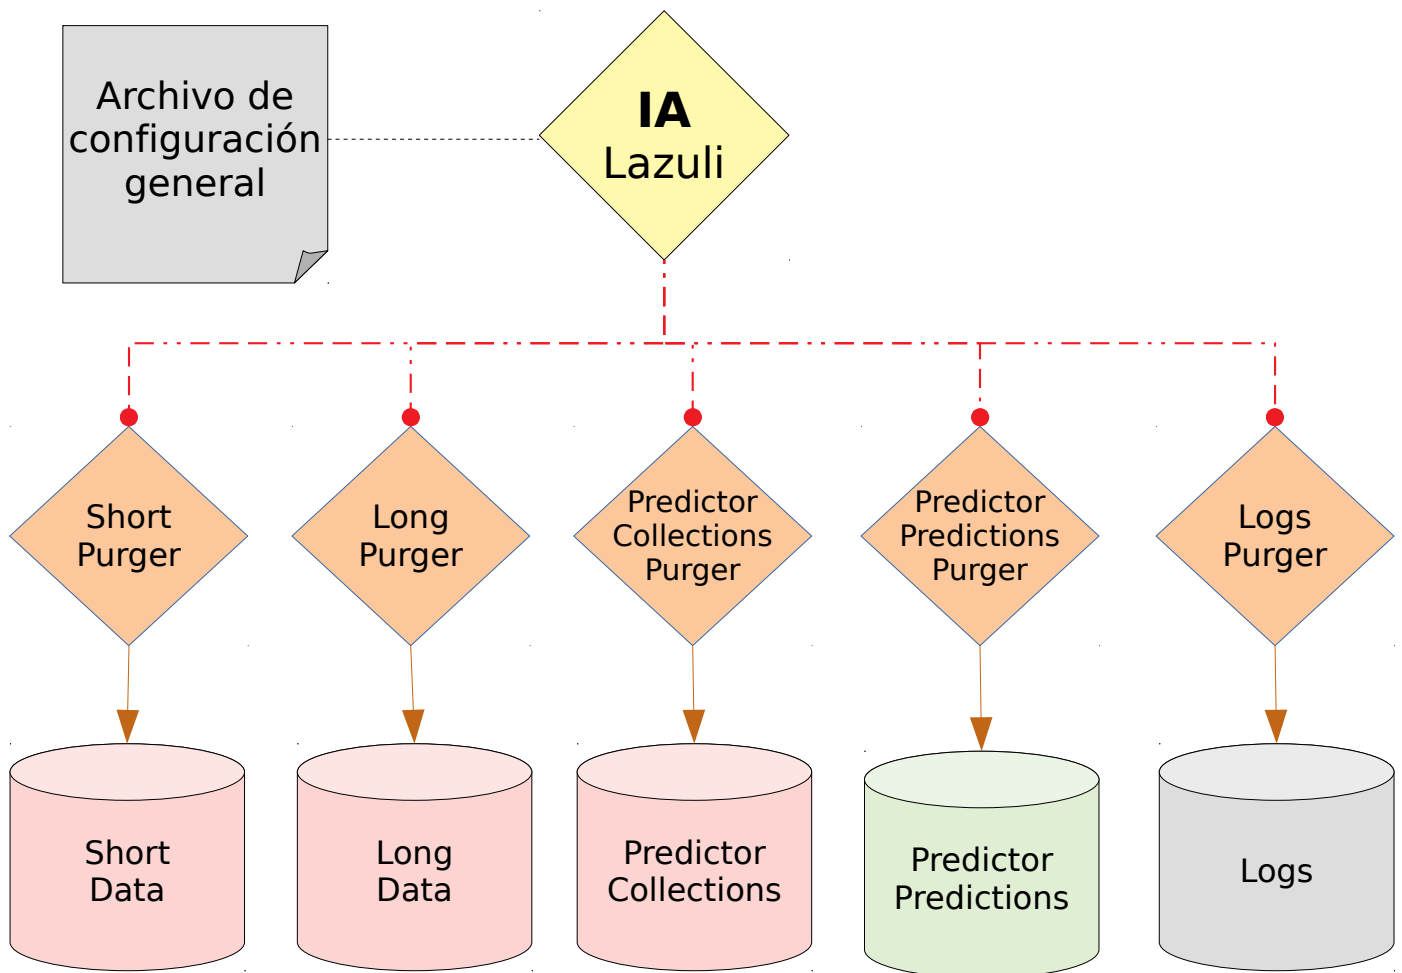 Archivo de
configuración
general
IA
Lazuli
Short
Purger
Long
Purger
Predictor
Collections
Purger
Predictor
Predictions
Purger
Logs
Purger
Short
Data
Long
Data
Predictor
Collections
Predictor
Predictions
Logs